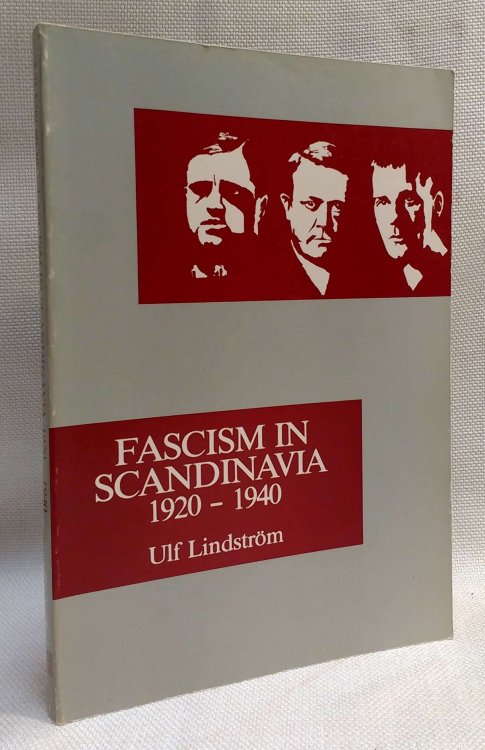 FASCISM IN
SCANDINAVIA
1920 – 1940
Ulf Lindström